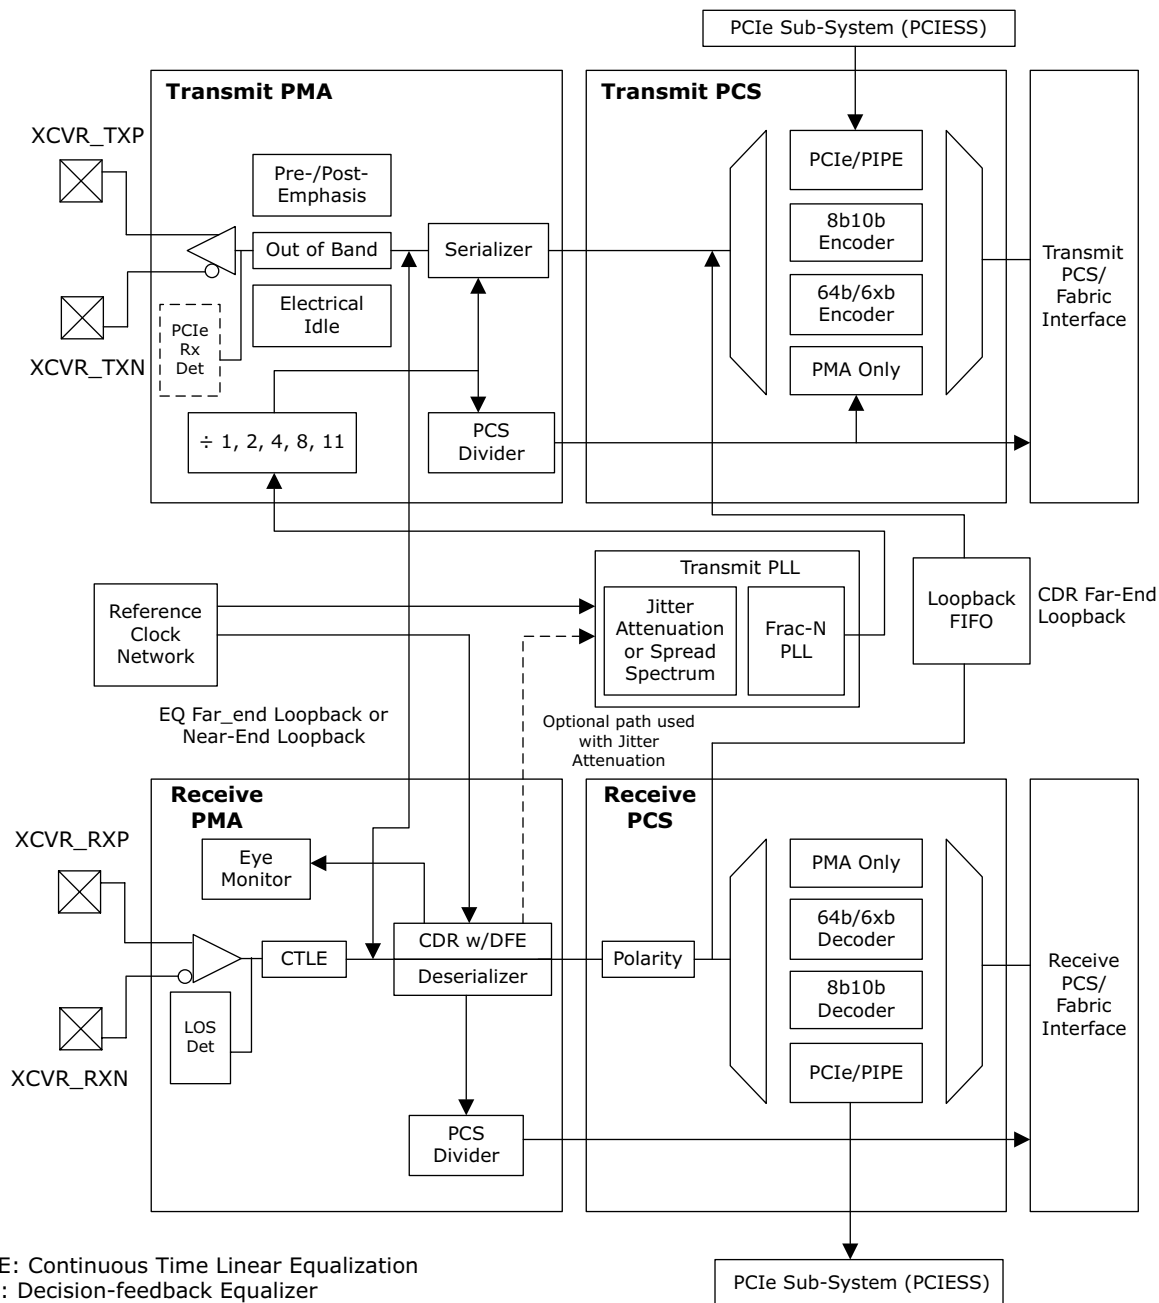 PCIe Sub-System (PCIESS)
Transmit PMA
Transmit PCS
XCVR_TXP
Pre-/Post-
Emphasis
PCIe/PIPE
Out of Band
Serializer
8b10b
Encoder
Transmit
PCS/
Fabric
Interface
Electrical
Idle
64b/6xb
Encoder
PCIe
Rx
Det
XCVR_TXN
PMA Only
÷ 1, 2, 4, 8, 11
PCS
Divider
Transmit PLL
Reference
Clock
Network
Jitter
Attenuation
or Spread
Spectrum
Frac-N
PLL
Loopback
FIFO
CDR Far-End
Loopback
EQ Far_end Loopback or
Near-End Loopback
Optional path used
with Jitter
Attenuation
Receive
PMA
Receive
PCS
XCVR_RXP
Eye
Monitor
PMA Only
CTLE
CDR w/DFE
Deserializer
Polarity
64b/6xb
Decoder
8b10b
Decoder
Receive
PCS/
Fabric
Interface
LOS
Det
XCVR_RXN
PCIe/PIPE
PCS
Divider
E: Continuous Time Linear Equalization
: Decision-feedback Equalizer
PCIe Sub-System (PCIESS)